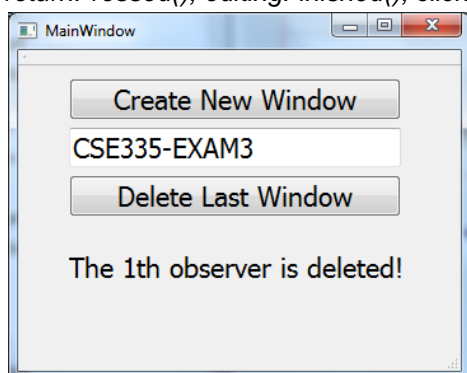 MainWindow
Create New Window
CSE335-EXAM3
Delete Last Window
The 1th observer is deleted!